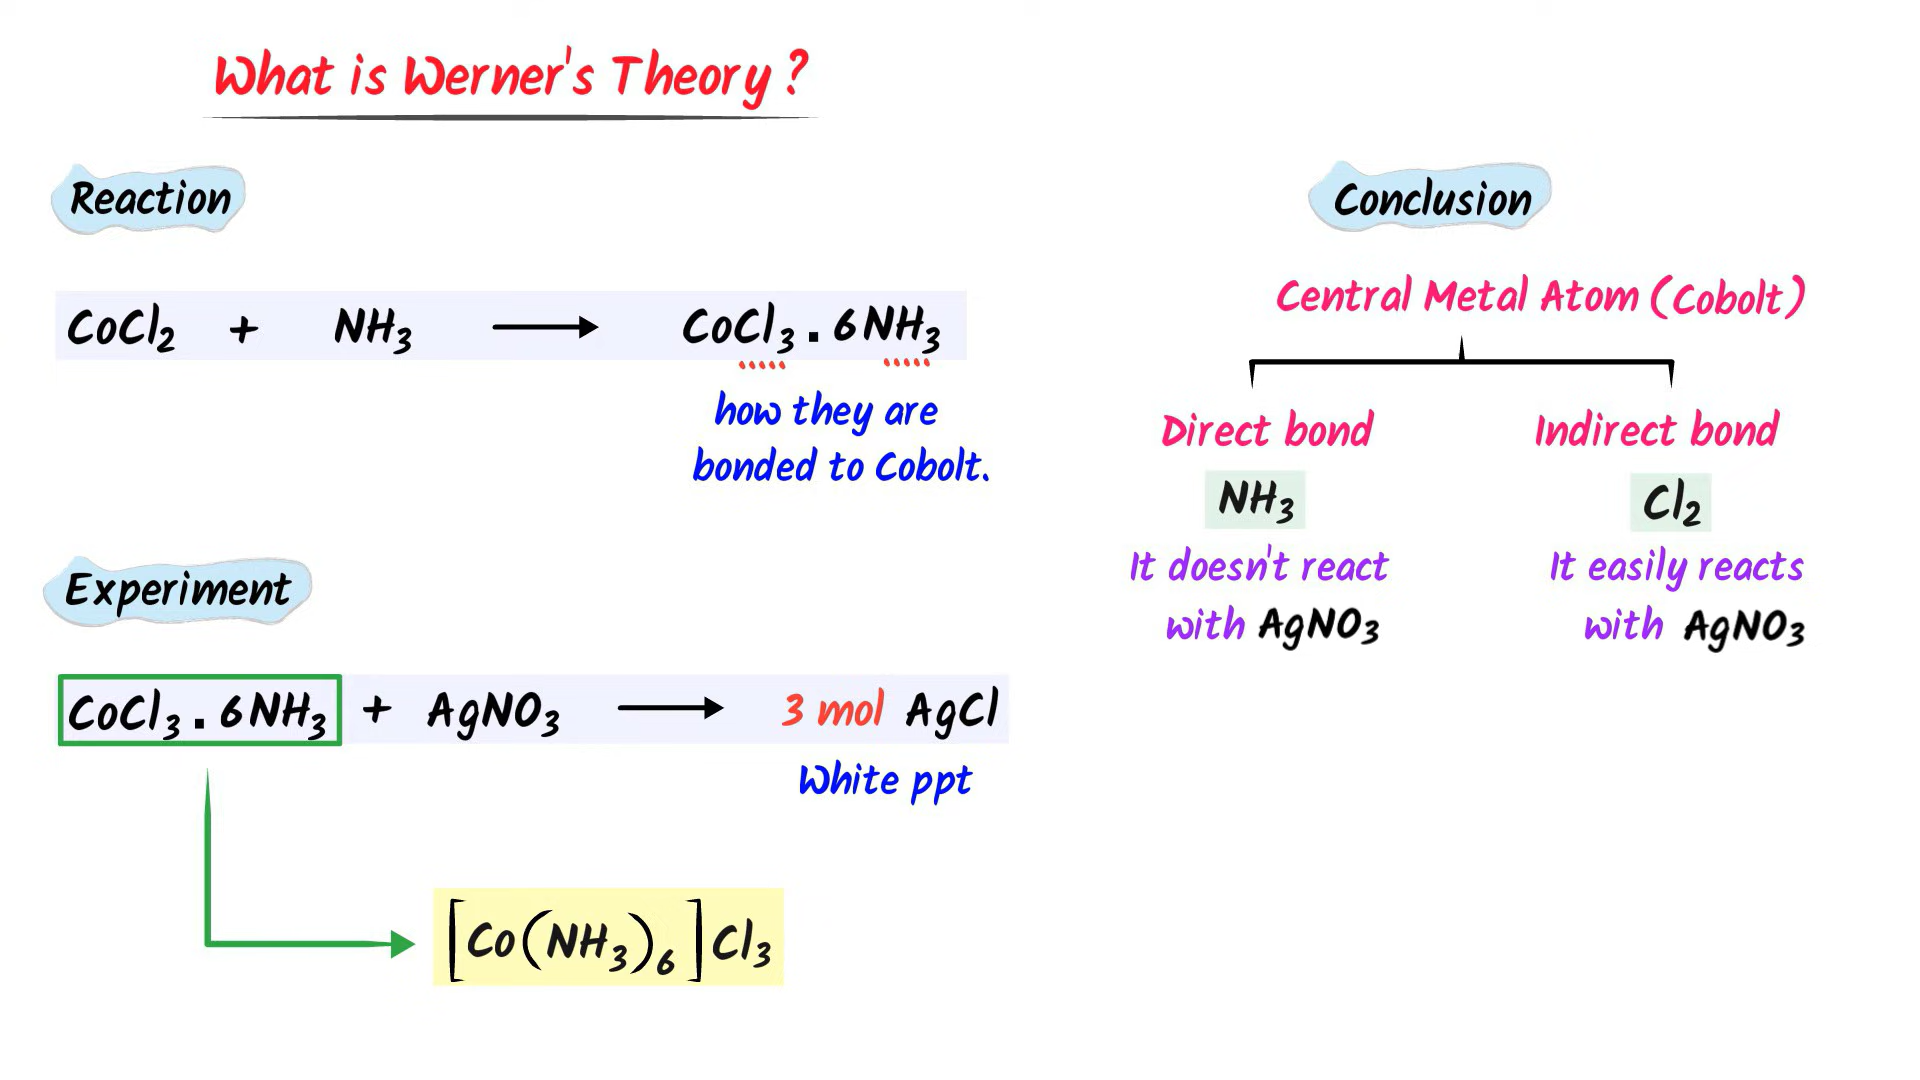 What is Werner's Theory ?
Reaction
CoCl₂ + NH₃ ⟶ CoCl₃ . 6NH₃
how they are
bonded to Cobolt.
Experiment
CoCl₃ . 6NH₃ + AgNO₃ ⟶ 3 mol AgCl
White ppt
[Co(NH₃)₆]Cl₃
Conclusion
Central Metal Atom (Cobolt)
Direct bond Indirect bond
NH₃ Cl₂
It doesn't react It easily reacts
with AgNO₃ with AgNO₃